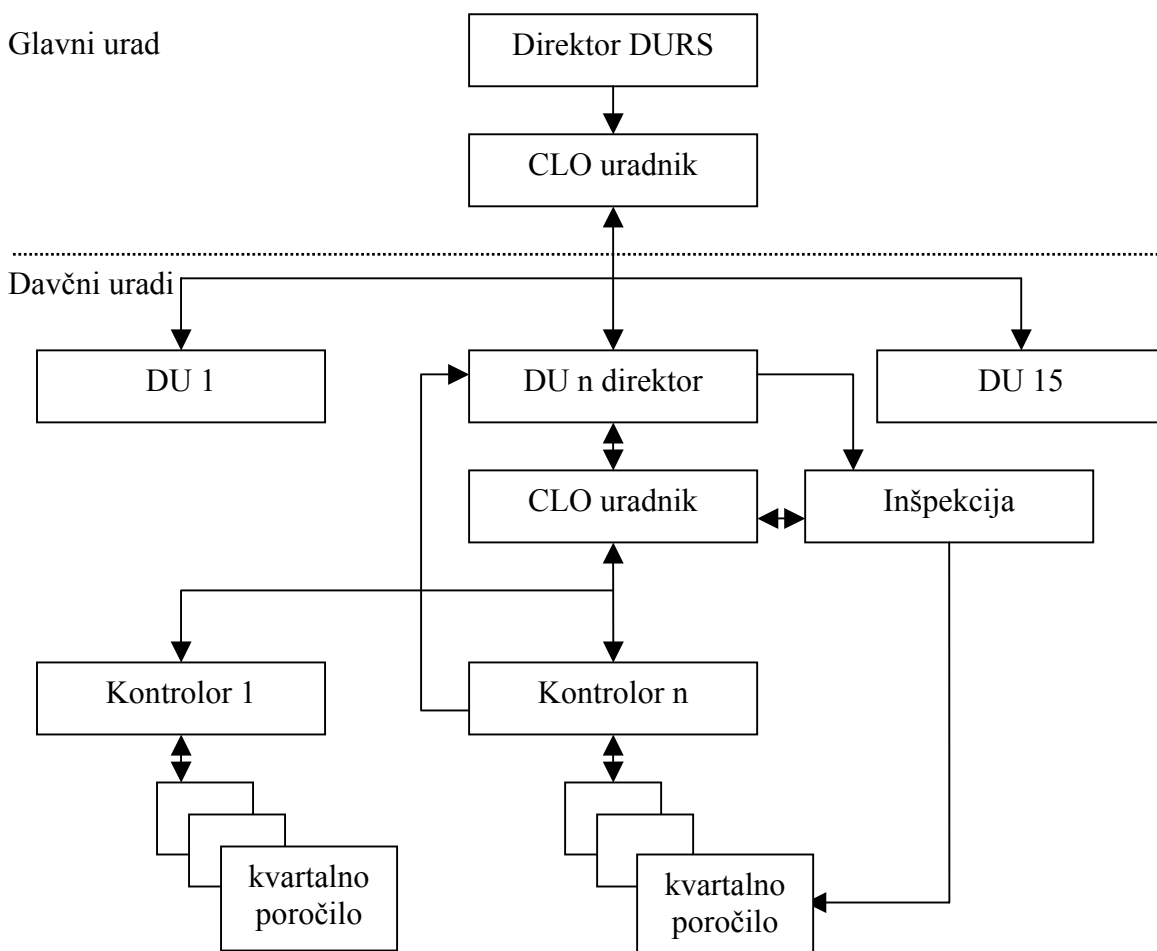 Glavni urad
Direktor DURS
CLO uradnik
Davčni uradi
DU 1
DU n direktor
DU 15
CLO uradnik
Inšpekcija
Kontrolor 1
Kontrolor n
kvartalno
poročilo
kvartalno
poročilo